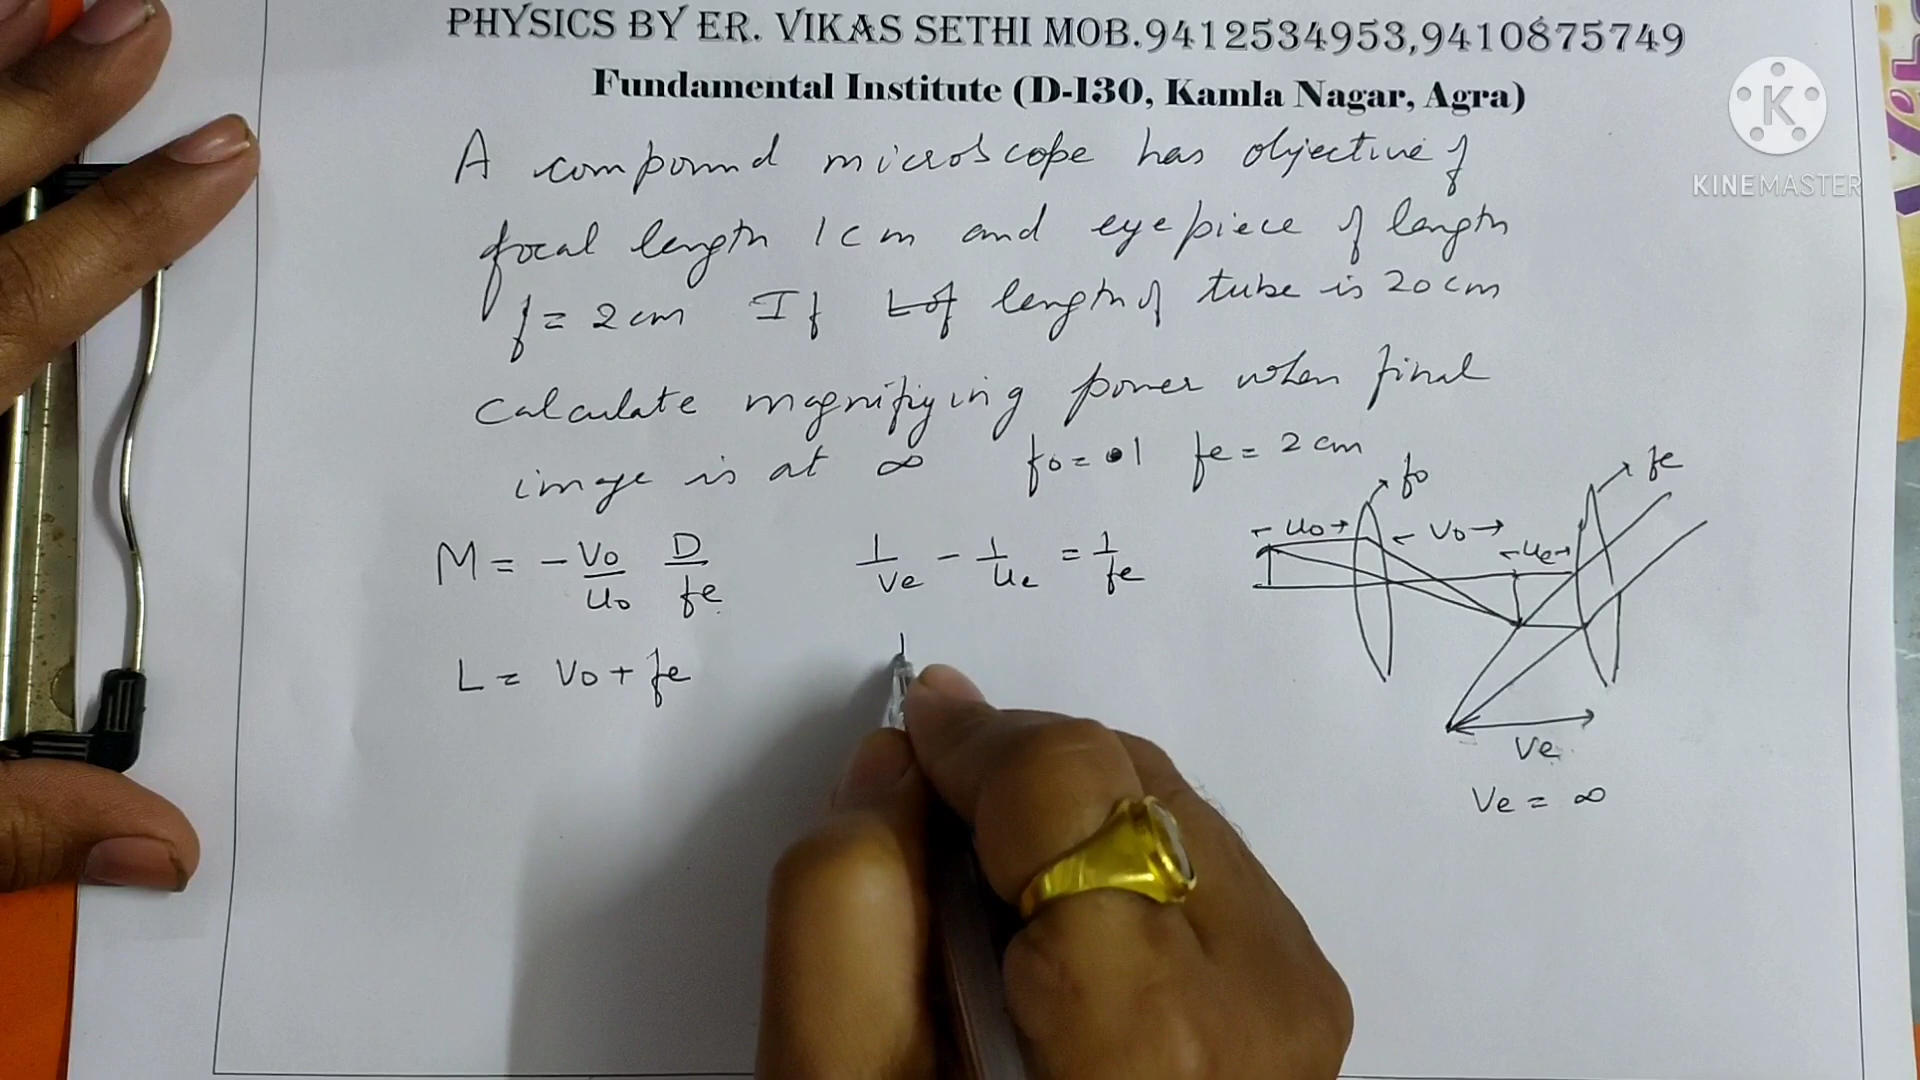 PHYSICS BY ER. VIKAS SETHI MOB.9412534953,9410875749
Fundamental Institute (D-130, Kamla Nagar, Agra)
K
KINEMASTER
A compound microscope has objective of
focal length 1cm and eyepiece of length
f = 2cm If length of tube is 20cm
calculate magnifying power when final
image is at ∞ fo = 1 fe = 2 cm
M = - Vo/uo D/fe 1/Ve - 1/ue = 1/fe
L = Vo + fe 1
fo fe
uo Vo ue
Ve
Ve = ∞